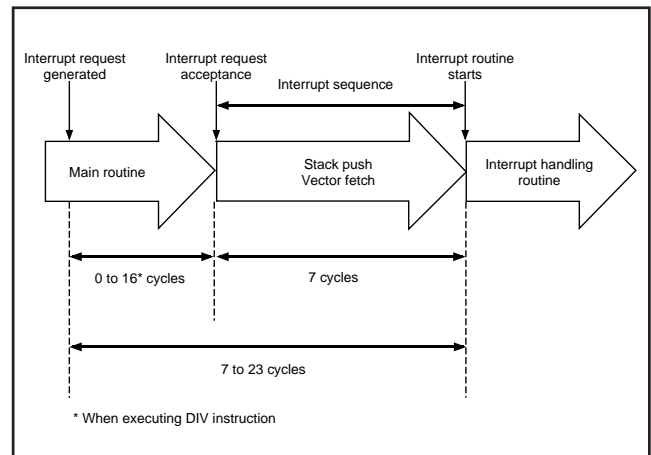 Interrupt request
generated
Interrupt request
acceptance
Interrupt routine
starts
Interrupt sequence
Main routine
Stack push
Vector fetch
Interrupt handling
routine
0 to 16* cycles
7 cycles
7 to 23 cycles
* When executing DIV instruction